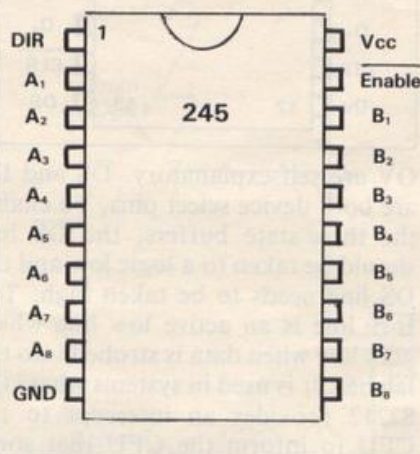 DIR 1 Vcc
A₁ E̅n̅a̅b̅l̅e̅
A₂ 245 B₁
A₃ B₂
A₄ B₃
A₅ B₄
A₆ B₅
A₇ B₆
A₈ B₇
GND B₈